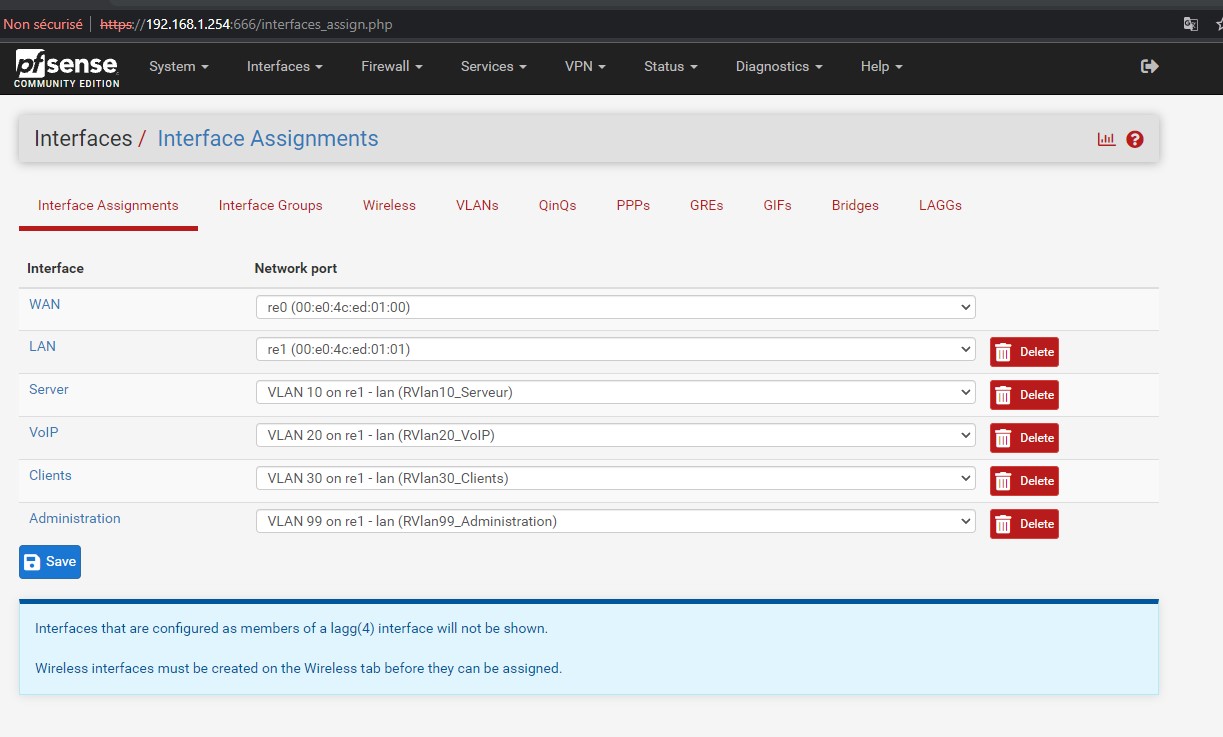 Non sécurisé https://192.168.1.254:666/interfaces_assign.php
pfsense COMMUNITY EDITION System Interfaces Firewall Services VPN Status Diagnostics Help
Interfaces / Interface Assignments
Interface Assignments Interface Groups Wireless VLANs QinQs PPPs GREs GIFs Bridges LAGGs
Interface Network port
WAN re0 (00:e0:4c:ed:01:00)
LAN re1 (00:e0:4c:ed:01:01) Delete
Server VLAN 10 on re1 - lan (RVlan10_Serveur) Delete
VoIP VLAN 20 on re1 - lan (RVlan20_VoIP) Delete
Clients VLAN 30 on re1 - lan (RVlan30_Clients) Delete
Administration VLAN 99 on re1 - lan (RVlan99_Administration) Delete
Save
Interfaces that are configured as members of a lagg(4) interface will not be shown.
Wireless interfaces must be created on the Wireless tab before they can be assigned.